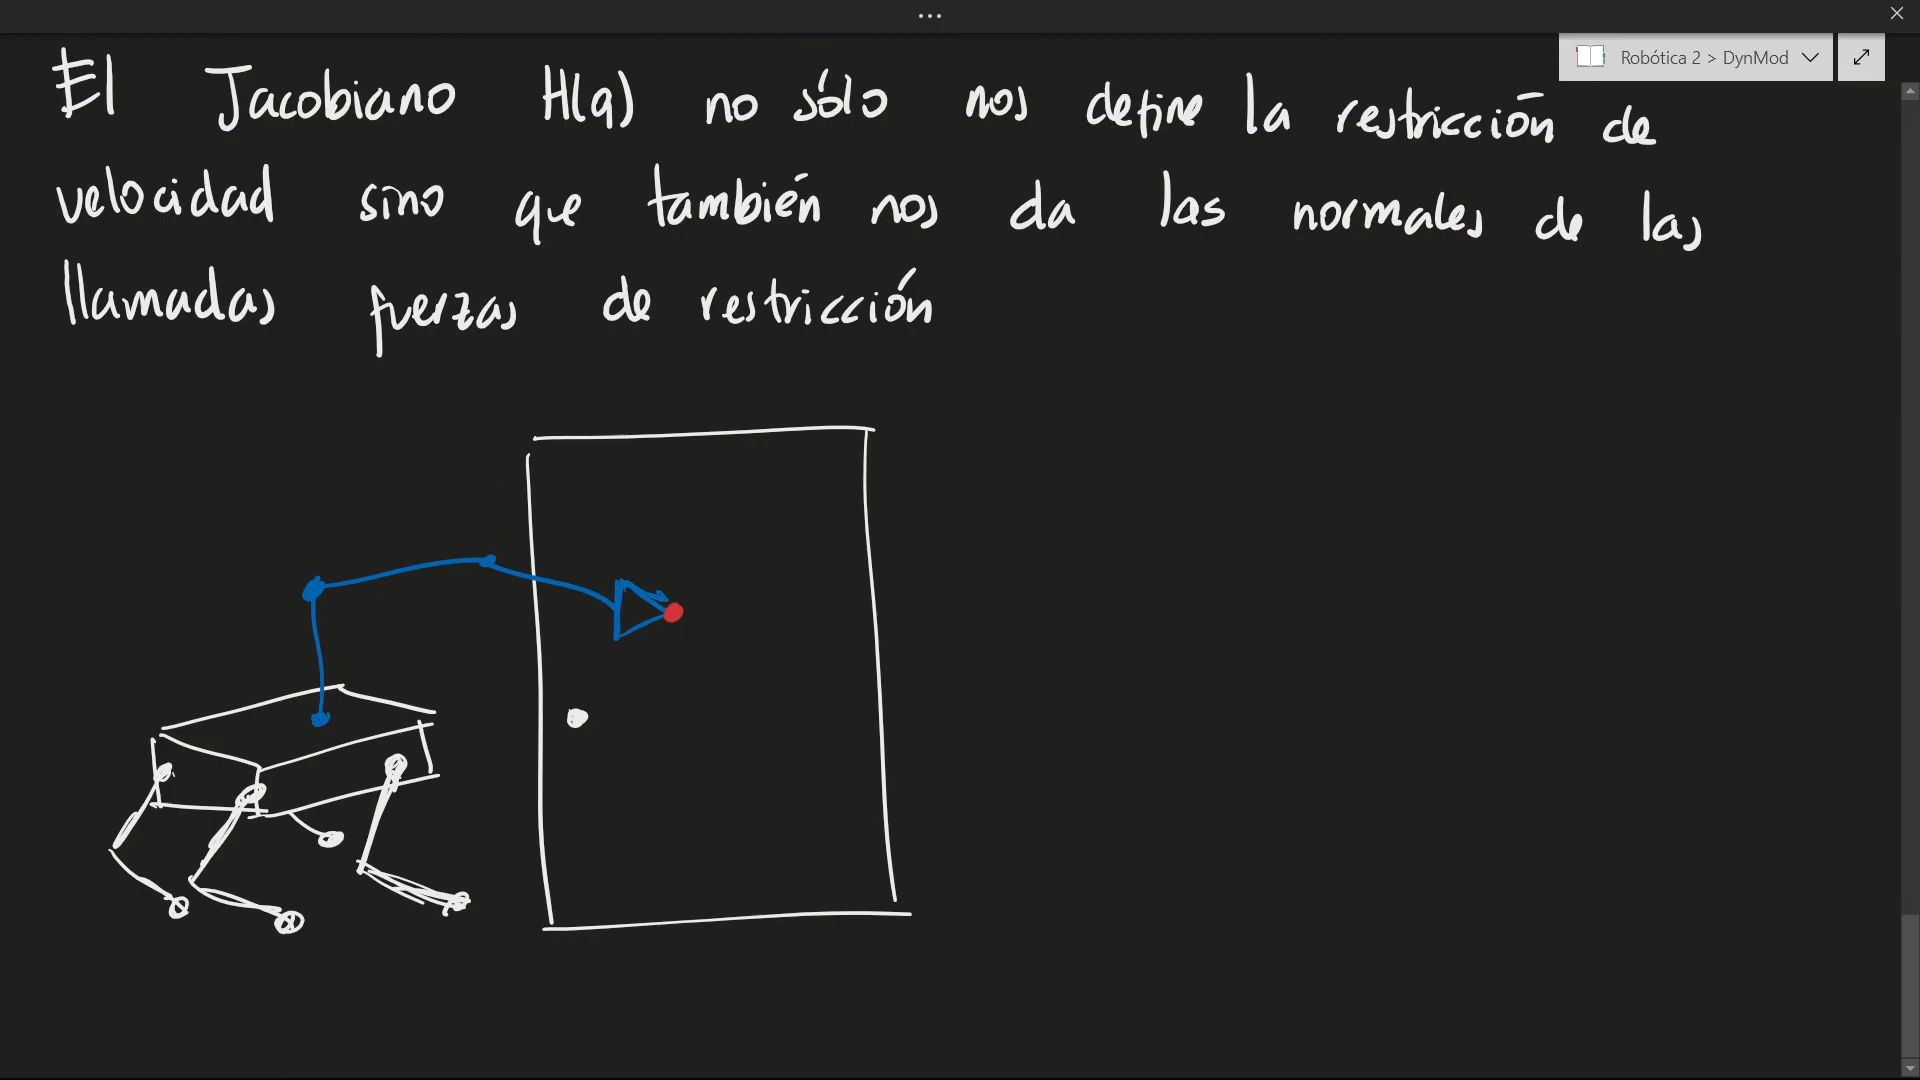 Robótica 2 > DynMod
El Jacobiano H(q) no sólo nos define la restricción de
velocidad sino que también nos da las normales de las
llamadas fuerzas de restricción